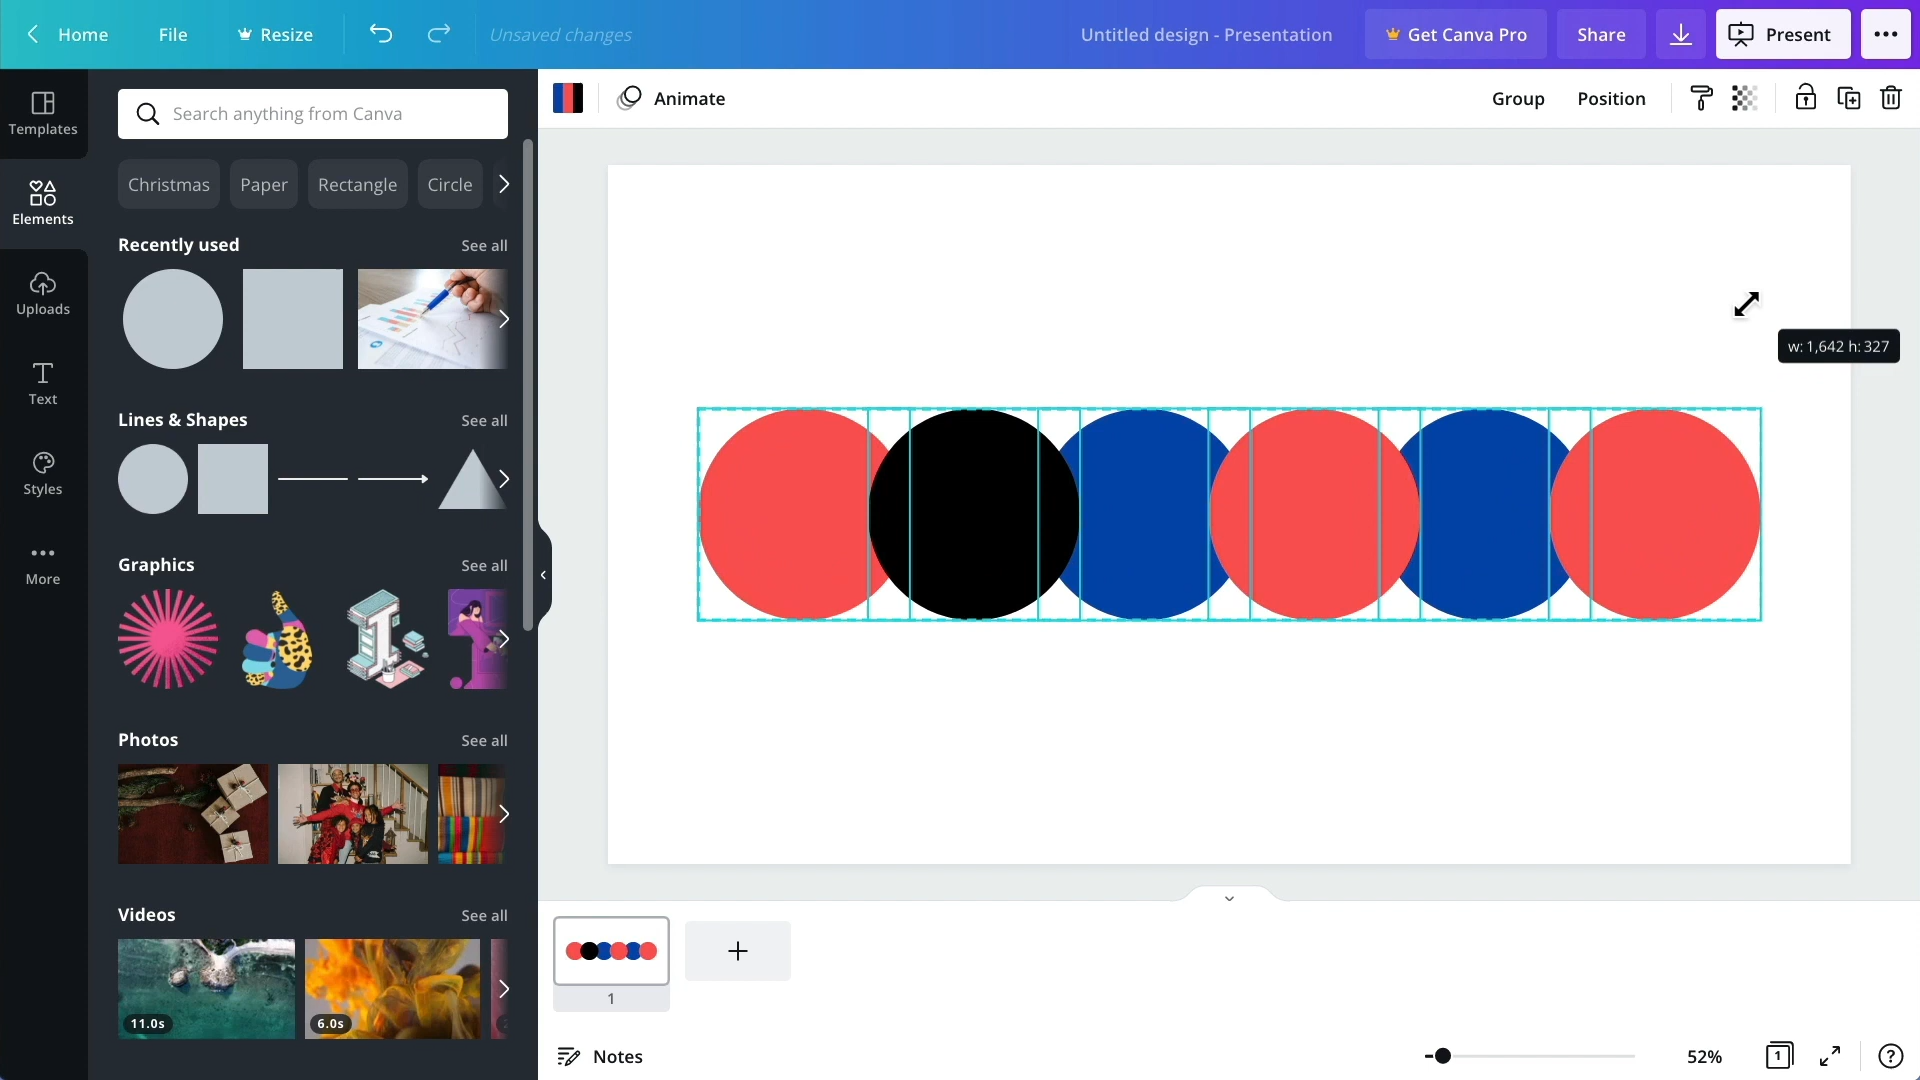 Home File Resize Unsaved changes Untitled design - Presentation Get Canva Pro Share Present
Templates
Elements
Uploads
Text
Styles
More
Search anything from Canva
Christmas Paper Rectangle Circle
Recently used See all
Lines & Shapes See all
Graphics See all
Photos See all
Videos See all
11.0s 6.0s
Animate Group Position
w: 1,642 h: 327
1
Notes 52% 1 ?